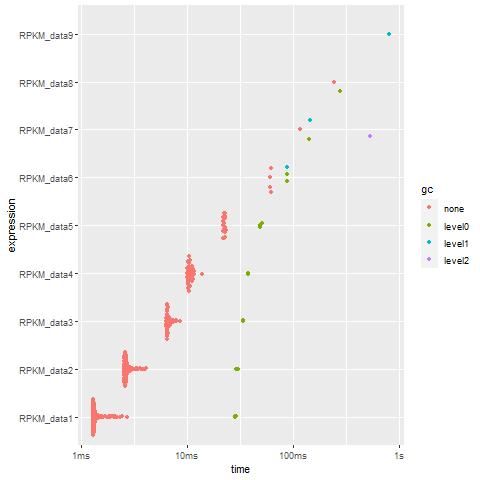 RPKM_data9
RPKM_data8
RPKM_data7
RPKM_data6
RPKM_data5
RPKM_data4
RPKM_data3
RPKM_data2
RPKM_data1
expression
1ms
10ms
100ms
1s
time
gc
none
level0
level1
level2